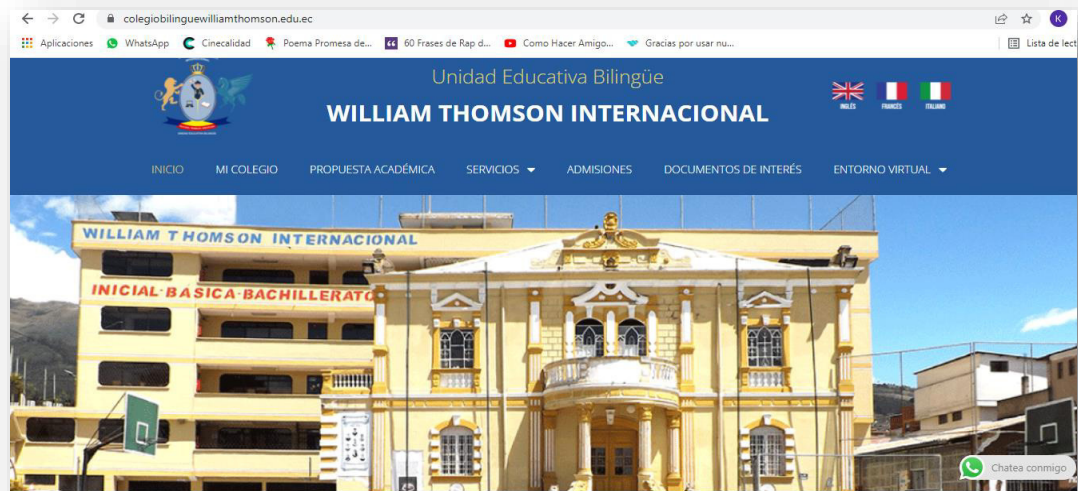 colegiobilinguewilliamthomson.edu.ec
K
Aplicaciones WhatsApp Cinecalidad Poema Promesa de... 60 Frases de Rap d... Como Hacer Amigo... Gracias por usar nu... Lista de lect
Unidad Educativa Bilingüe
WILLIAM THOMSON INTERNACIONAL
INGLÉS FRANCÉS ITALIANO
INICIO MI COLEGIO PROPUESTA ACADÉMICA SERVICIOS ADMISIONES DOCUMENTOS DE INTERÉS ENTORNO VIRTUAL
WILLIAM THOMSON INTERNACIONAL
INICIAL·BASICA·BACHILLERATO
Chatea conmigo